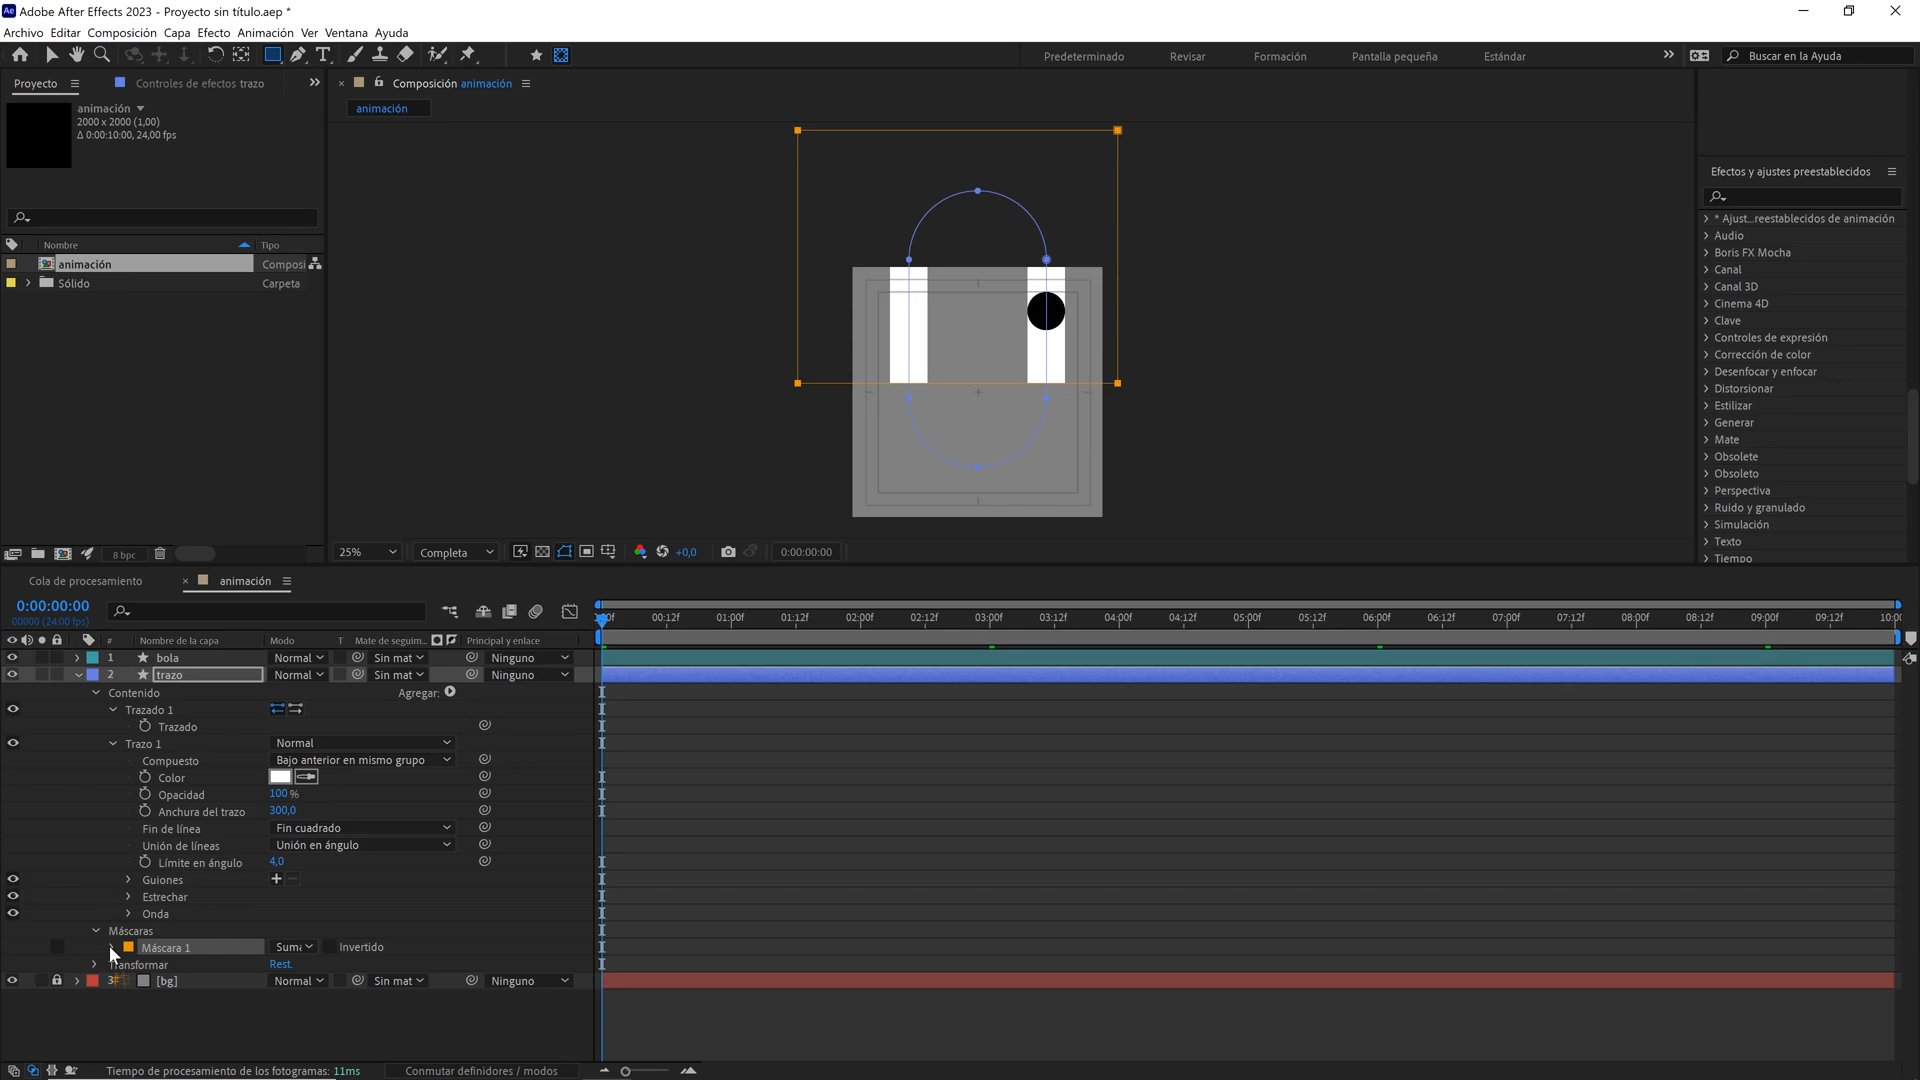 Adobe After Effects 2023 - Proyecto sin título.aep *
Archivo Editar Composición Capa Efecto Animación Ver Ventana Ayuda
Predeterminado Revisar Formación Pantalla pequeña Estándar Buscar en la Ayuda
Proyecto Controles de efectos trazo
Composición animación
animación
animación
2000 x 2000 (1,00)
Δ 0:00:10:00, 24,00 fps
Nombre Tipo
animación Composi
Sólido Carpeta
8 bpc
25% Completa +0,0 0:00:00:00
Efectos y ajustes preestablecidos
* Ajust...reestablecidos de animación
Audio
Boris FX Mocha
Canal
Canal 3D
Cinema 4D
Clave
Controles de expresión
Corrección de color
Desenfocar y enfocar
Distorsionar
Estilizar
Generar
Mate
Obsolete
Obsoleto
Perspectiva
Ruido y granulado
Simulación
Texto
Tiempo
Cola de procesamiento animación
0:00:00:00
00000 (24.00 fps)
00:12f 01:00f 01:12f 02:00f 02:12f 03:00f 03:12f 04:00f 04:12f 05:00f 05:12f 06:00f 06:12f 07:00f 07:12f 08:00f 08:12f 09:00f 09:12f
# Nombre de la capa Modo T Mate de seguim... Principal y enlace
1 bola Normal Sin mat Ninguno
2 trazo Normal Sin mat Ninguno
Contenido Agregar:
Trazado 1
Trazado
Trazo 1 Normal
Compuesto Bajo anterior en mismo grupo
Color
Opacidad 100 %
Anchura del trazo 300,0
Fin de línea Fin cuadrado
Unión de líneas Unión en ángulo
Límite en ángulo 4,0
Guiones
Estrechar
Onda
Máscaras
Máscara 1 Suma Invertido
Transformar Rest.
3 [bg] Normal Sin mat Ninguno
Tiempo de procesamiento de los fotogramas: 11ms Conmutar definidores / modos